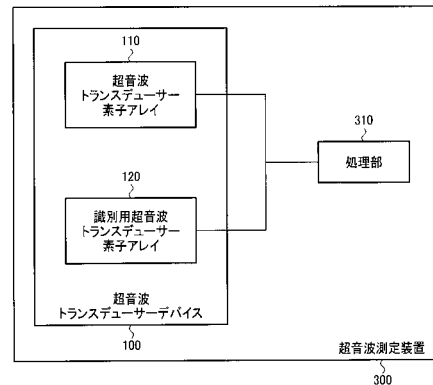 110
超音波
トランスデューサー
素子アレイ
310
処理部
120
識別用超音波
トランスデューサー
素子アレイ
超音波
トランスデューサーデバイス
100
超音波測定装置
300